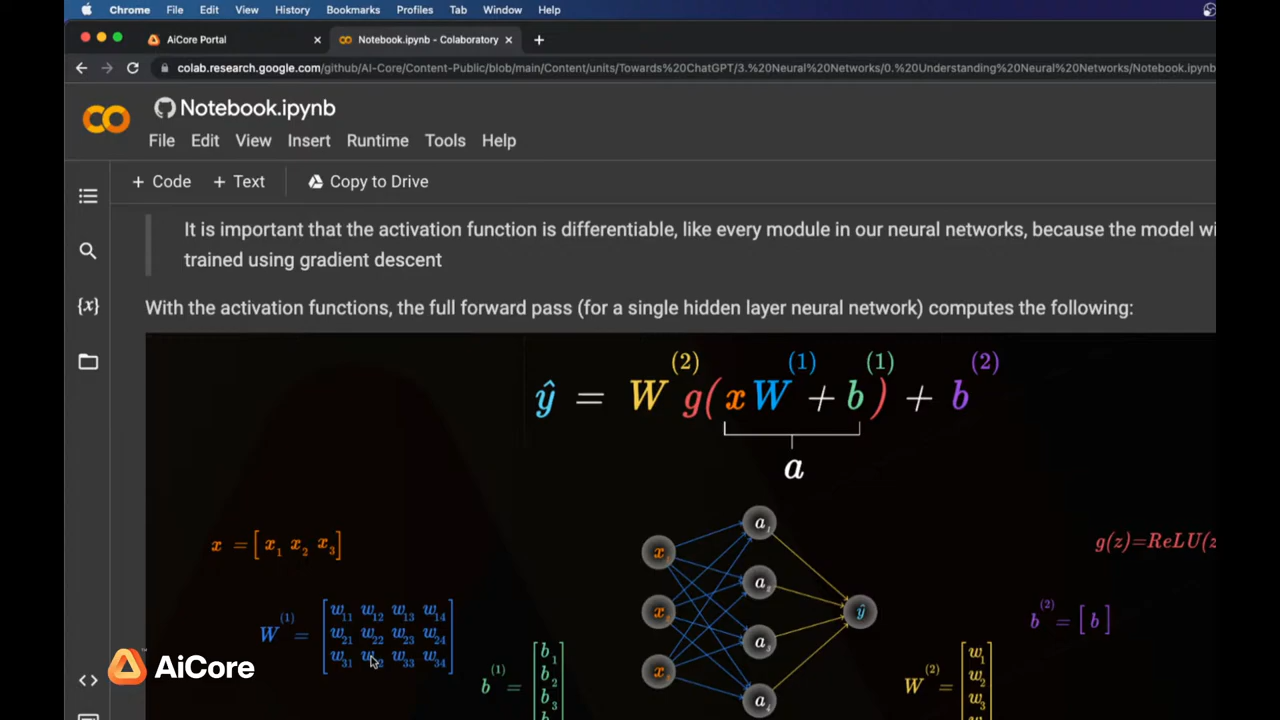 Chrome File Edit View History Bookmarks Profiles Tab Window Help
AiCore Portal
Notebook.ipynb - Colaboratory
colab.research.google.com/github/AI-Core/Content-Public/blob/main/Content/units/Towards%20ChatGPT/3.%20Neural%20Networks/0.%20Understanding%20Neural%20Networks/Notebook.ipynb
CO
Notebook.ipynb
File Edit View Insert Runtime Tools Help
+ Code + Text Copy to Drive
It is important that the activation function is differentiable, like every module in our neural networks, because the model wi
trained using gradient descent
With the activation functions, the full forward pass (for a single hidden layer neural network) computes the following:
ŷ = W^(2) g(xW^(1) + b^(1)) + b^(2)
a
x = [x₁ x₂ x₃]
g(z)=ReLU(z
W^(1) = [w₁₁ w₁₂ w₁₃ w₁₄
w₂₁ w₂₂ w₂₃ w₂₄
w₃₁ w₃₂ w₃₃ w₃₄]
b^(1) = [b₁
b₂
b₃
x
x
x
a₁
a₂
a₃
a₄
ŷ
b^(2) = [b]
W^(2) = [w₁
w₂
w₃
AiCore